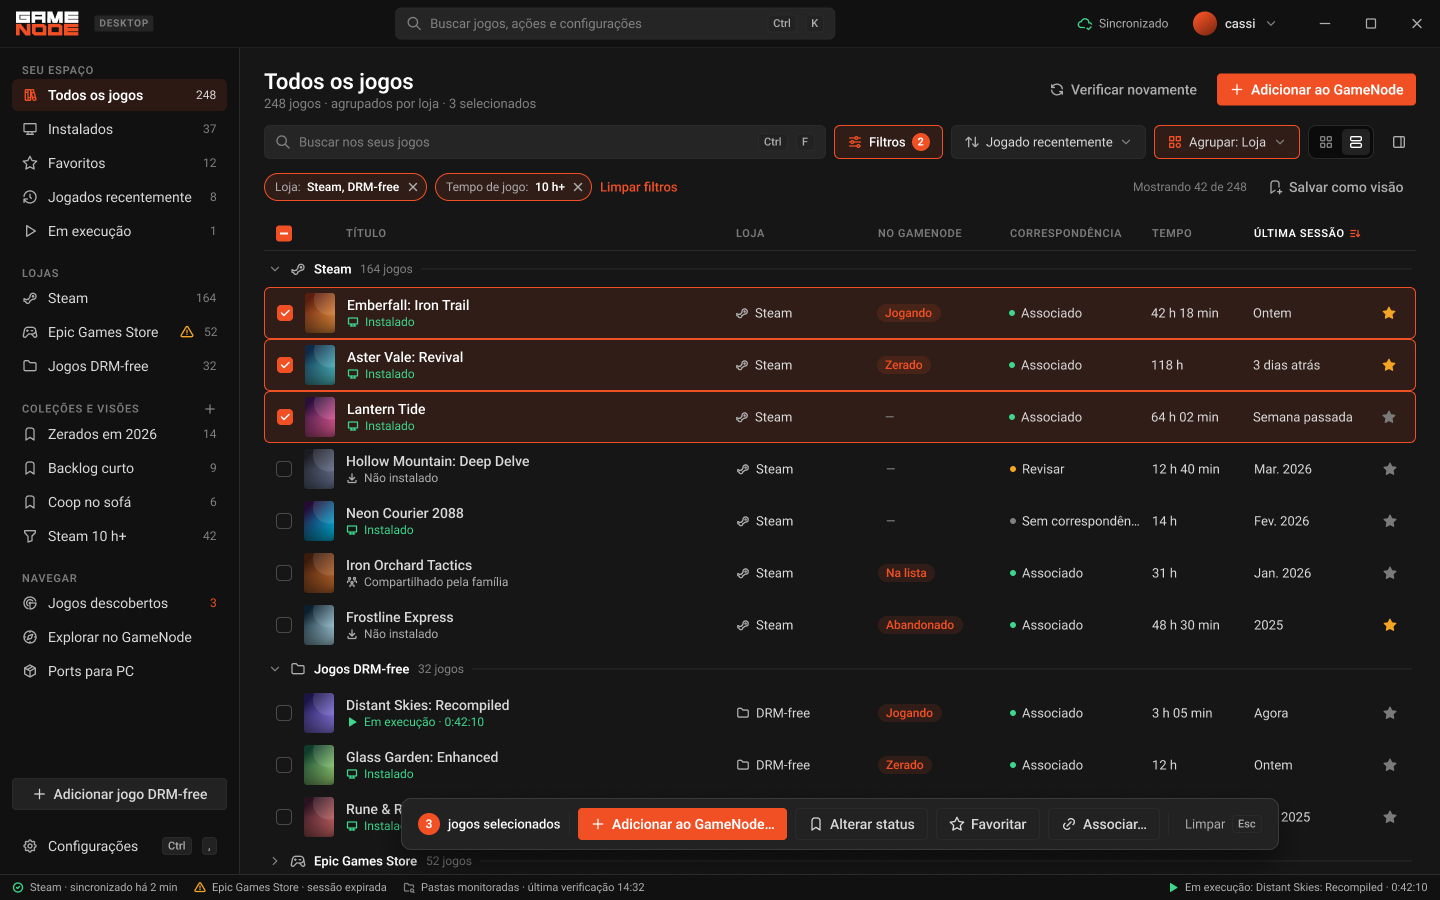 GAME NODE DESKTOP
Buscar jogos, ações e configurações Ctrl K
Sincronizado
cassi
SEU ESPAÇO
Todos os jogos 248
Instalados 37
Favoritos 12
Jogados recentemente 8
Em execução 1
LOJAS
Steam 164
Epic Games Store 52
Jogos DRM-free 32
COLEÇÕES E VISÕES
Zerados em 2026 14
Backlog curto 9
Coop no sofá 6
Steam 10 h+ 42
NAVEGAR
Jogos descobertos 3
Explorar no GameNode
Ports para PC
Adicionar jogo DRM-free
Configurações Ctrl ,
Todos os jogos
248 jogos · agrupados por loja · 3 selecionados
Verificar novamente
Adicionar ao GameNode
Buscar nos seus jogos Ctrl F
Filtros 2
Jogado recentemente
Agrupar: Loja
Loja: Steam, DRM-free
Tempo de jogo: 10 h+
Limpar filtros
Mostrando 42 de 248
Salvar como visão
TÍTULO LOJA NO GAMENODE CORRESPONDÊNCIA TEMPO ÚLTIMA SESSÃO
Steam 164 jogos
Emberfall: Iron Trail
Instalado
Steam Jogando Associado 42 h 18 min Ontem
Aster Vale: Revival
Instalado
Steam Zerado Associado 118 h 3 dias atrás
Lantern Tide
Instalado
Steam – Associado 64 h 02 min Semana passada
Hollow Mountain: Deep Delve
Não instalado
Steam – Revisar 12 h 40 min Mar. 2026
Neon Courier 2088
Instalado
Steam – Sem correspondên... 14 h Fev. 2026
Iron Orchard Tactics
Compartilhado pela família
Steam Na lista Associado 31 h Jan. 2026
Frostline Express
Não instalado
Steam Abandonado Associado 48 h 30 min 2025
Jogos DRM-free 32 jogos
Distant Skies: Recompiled
Em execução · 0:42:10
DRM-free Jogando Associado 3 h 05 min Agora
Glass Garden: Enhanced
Instalado
DRM-free Zerado Associado 12 h Ontem
Rune & R
Instala
2025
3 jogos selecionados
Adicionar ao GameNode...
Alterar status
Favoritar
Associar...
Limpar Esc
Epic Games Store 52 jogos
Steam · sincronizado há 2 min
Epic Games Store · sessão expirada
Pastas monitoradas · última verificação 14:32
Em execução: Distant Skies: Recompiled · 0:42:10